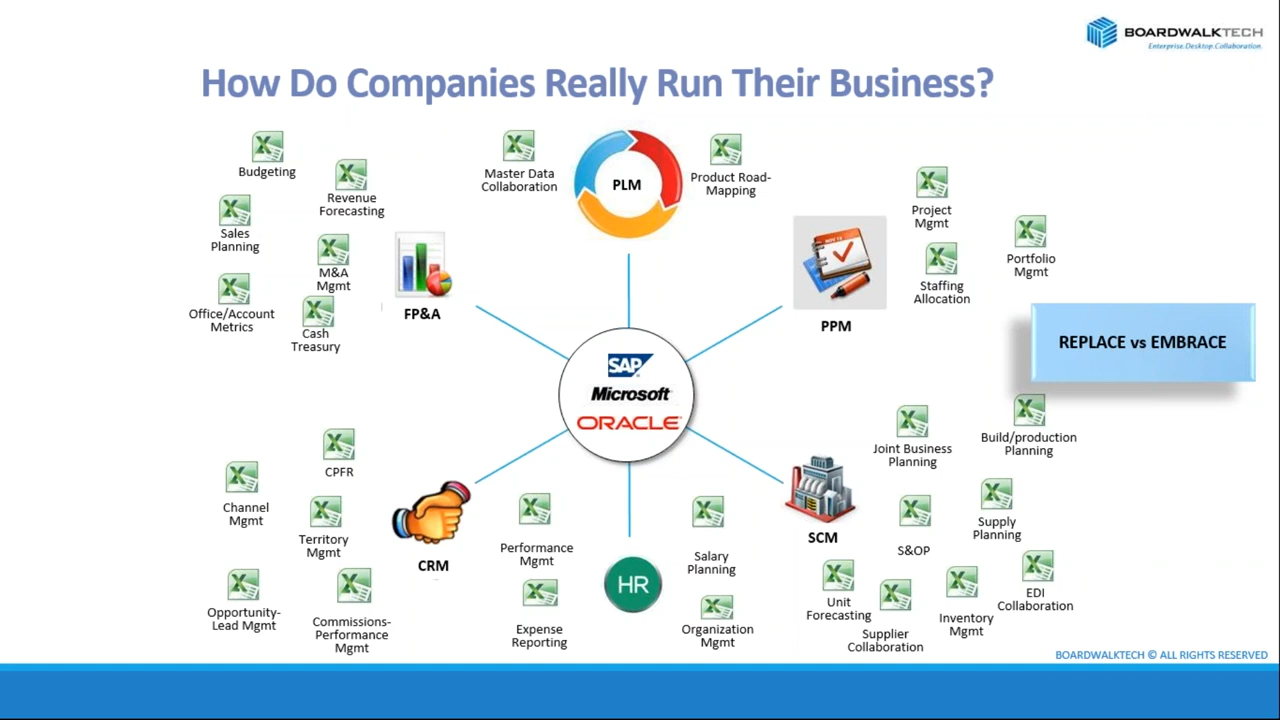 BOARDWALKTECH
Enterprise.Desktop.Collaboration.
How Do Companies Really Run Their Business?
Budgeting
Revenue
Forecasting
Sales
Planning
M&A
Mgmt
Office/Account
Metrics
Cash
Treasury
FP&A
Master Data
Collaboration
PLM
Product Road-
Mapping
Project
Mgmt
Portfolio
Mgmt
Staffing
Allocation
NOV 12
PPM
REPLACE vs EMBRACE
SAP
Microsoft
ORACLE
CPFR
Channel
Mgmt
Territory
Mgmt
Opportunity-
Lead Mgmt
Commissions-
Performance
Mgmt
CRM
Performance
Mgmt
Expense
Reporting
HR
Salary
Planning
Organization
Mgmt
SCM
Joint Business
Planning
Build/production
Planning
S&OP
Supply
Planning
Unit
Forecasting
Supplier
Collaboration
Inventory
Mgmt
EDI
Collaboration
BOARDWALKTECH © ALL RIGHTS RESERVED